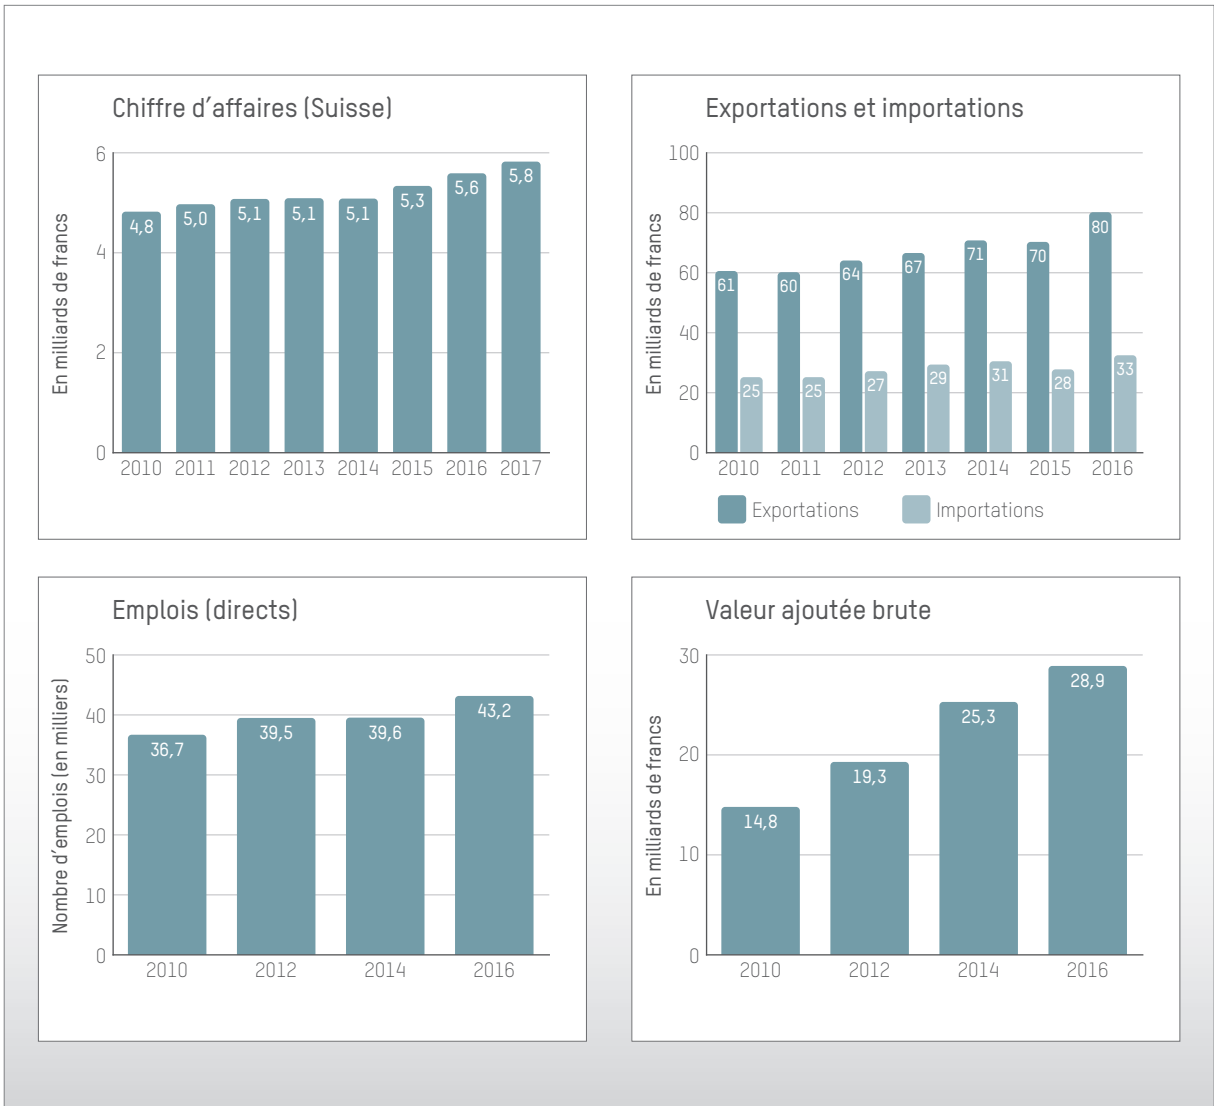 Chiffre d'affaires (Suisse)
En milliards de francs
6
4
2
0
4,8 5,0 5,1 5,1 5,1 5,3 5,6 5,8
2010 2011 2012 2013 2014 2015 2016 2017
Exportations et importations
En milliards de francs
100
80
60
40
20
0
61 25 60 25 64 27 67 29 71 31 70 28 80 33
2010 2011 2012 2013 2014 2015 2016
Exportations Importations
Emplois (directs)
Nombre d'emplois (en milliers)
50
40
30
20
10
0
36,7 39,5 39,6 43,2
2010 2012 2014 2016
Valeur ajoutée brute
En milliards de francs
30
20
10
0
14,8 19,3 25,3 28,9
2010 2012 2014 2016